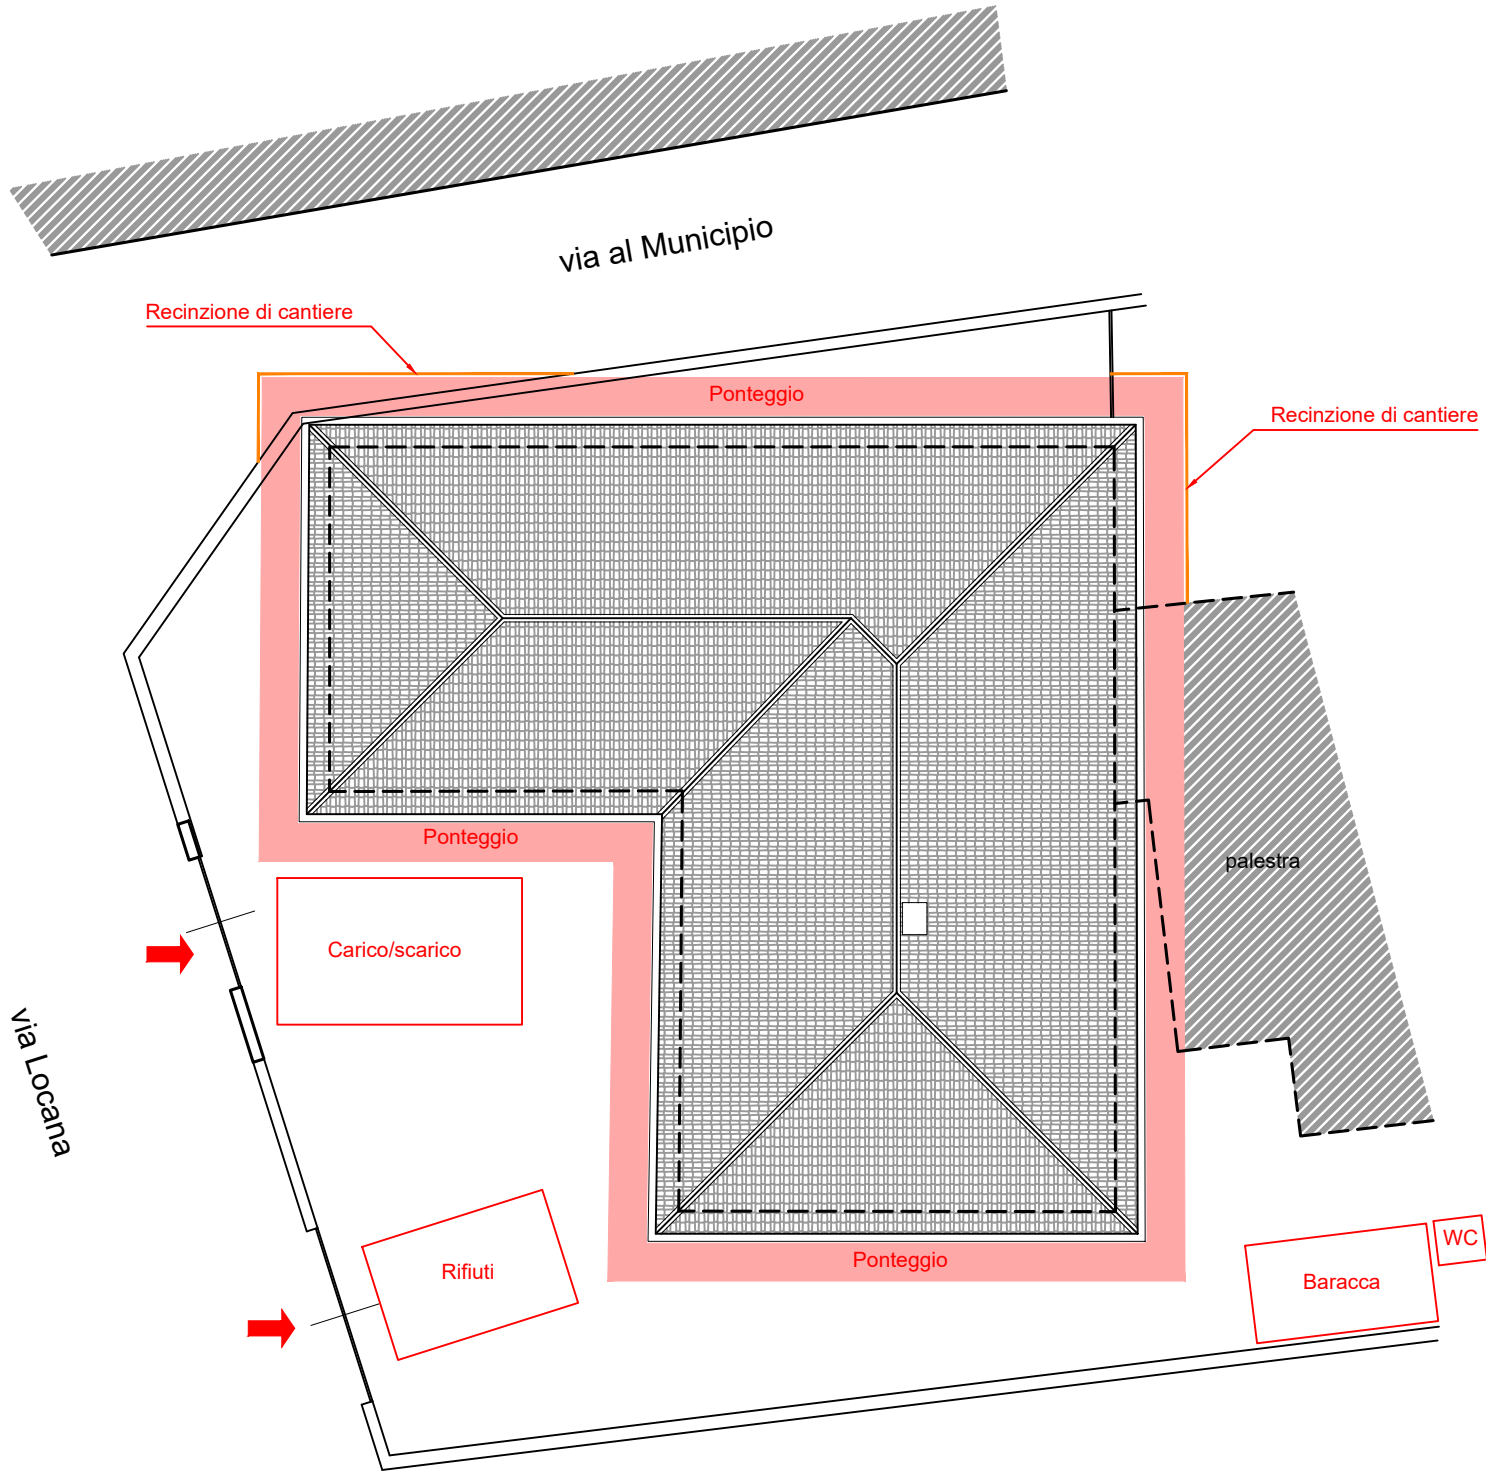 via al Municipio
Recinzione di cantiere
Ponteggio
Recinzione di cantiere
Ponteggio
palestra
Carico/scarico
via Locana
WC
Ponteggio
Rifiuti
Baracca